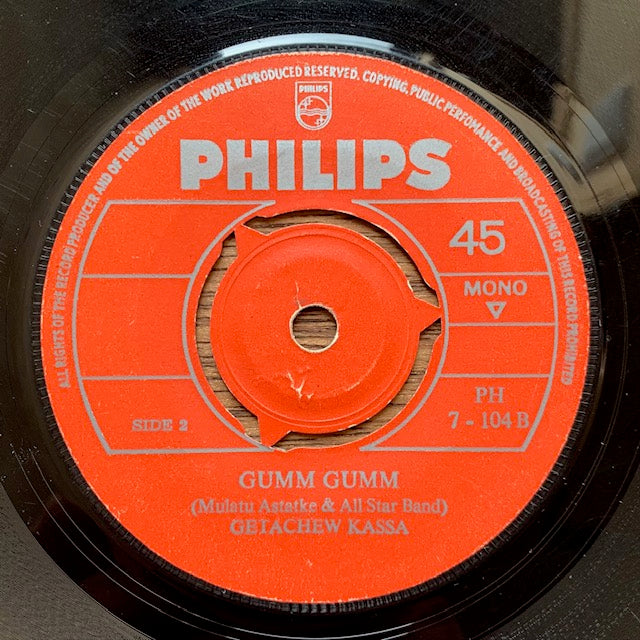 ALL RIGHTS OF THE RECORD PRODUCER AND OF THE OWNER OF THE WORK REPRODUCED RESERVED. COPYING, PUBLIC PERFOMANCE AND BROADCASTING OF THIS RECORD PROHIBITED
PHILIPS
PHILIPS
45
MONO
SIDE 2
PH
7 - 104 B
GUMM GUMM
(Mulatu Astatke & All Star Band)
GETACHEW KASSA